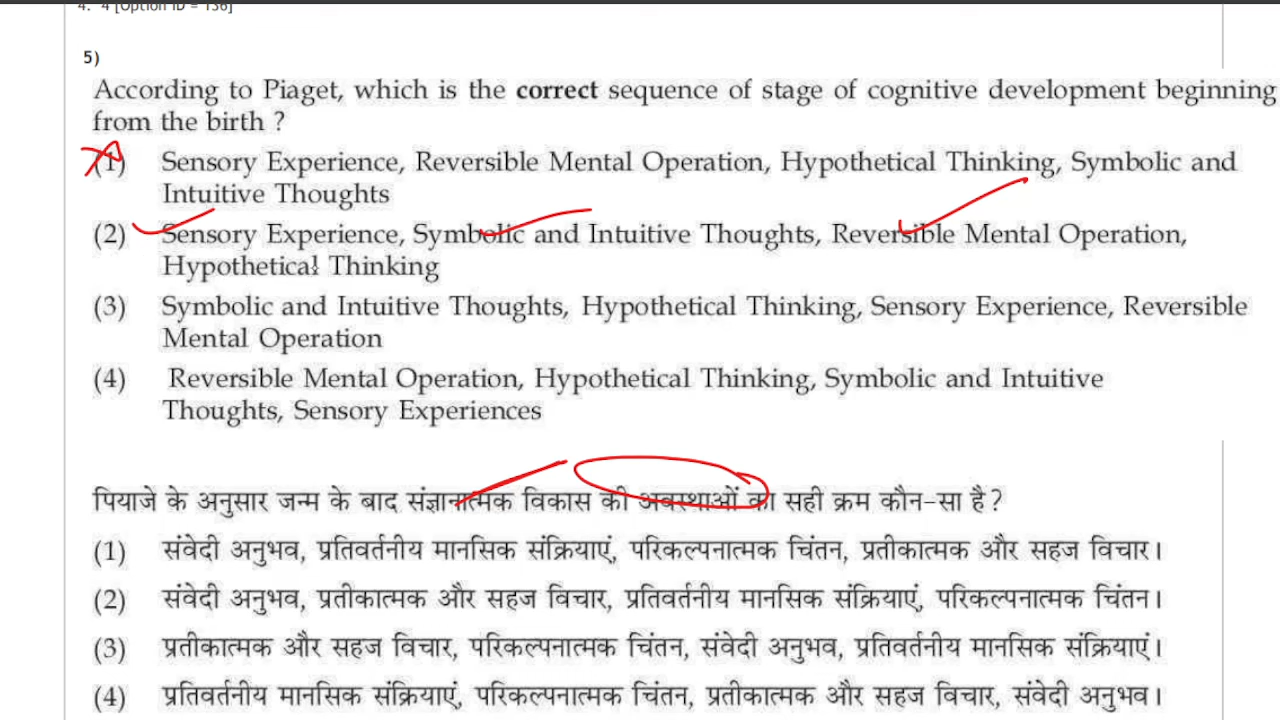 4. 4 [Option ID = 136]
5)
According to Piaget, which is the correct sequence of stage of cognitive development beginning
from the birth ?
(1) Sensory Experience, Reversible Mental Operation, Hypothetical Thinking, Symbolic and
Intuitive Thoughts
(2) Sensory Experience, Symbolic and Intuitive Thoughts, Reversible Mental Operation,
Hypothetical Thinking
(3) Symbolic and Intuitive Thoughts, Hypothetical Thinking, Sensory Experience, Reversible
Mental Operation
(4) Reversible Mental Operation, Hypothetical Thinking, Symbolic and Intuitive
Thoughts, Sensory Experiences
पियाजे के अनुसार जन्म के बाद संज्ञानात्मक विकास की अवस्थाओं का सही क्रम कौन-सा है?
(1) संवेदी अनुभव, प्रतिवर्तनीय मानसिक संक्रियाएं, परिकल्पनात्मक चिंतन, प्रतीकात्मक और सहज विचार।
(2) संवेदी अनुभव, प्रतीकात्मक और सहज विचार, प्रतिवर्तनीय मानसिक संक्रियाएं, परिकल्पनात्मक चिंतन।
(3) प्रतीकात्मक और सहज विचार, परिकल्पनात्मक चिंतन, संवेदी अनुभव, प्रतिवर्तनीय मानसिक संक्रियाएं।
(4) प्रतिवर्तनीय मानसिक संक्रियाएं, परिकल्पनात्मक चिंतन, प्रतीकात्मक और सहज विचार, संवेदी अनुभव।